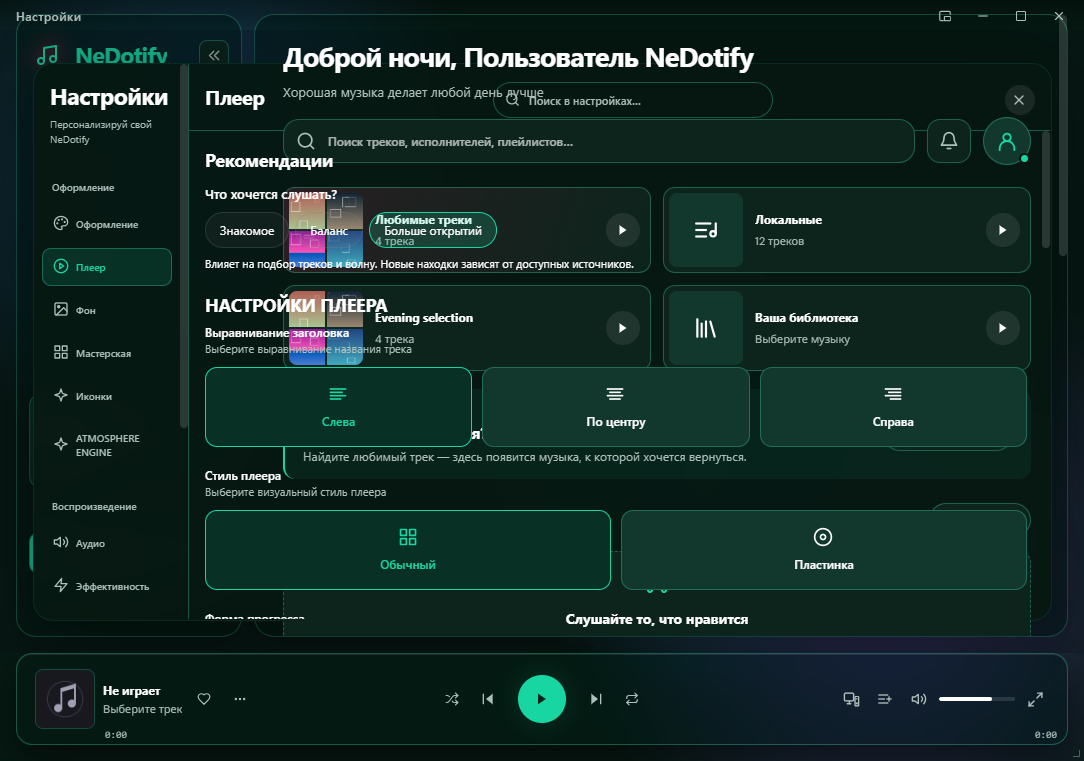 Настройки
NeDotify
Доброй ночи, Пользователь NeDotify
Хорошая музыка делает любой день лучше
Поиск треков, исполнителей, плейлистов...
Настройки
Персонализируй свой
NeDotify
Оформление
Оформление
Плеер
Фон
Мастерская
Иконки
ATMOSPHERE
ENGINE
Воспроизведение
Аудио
Эффективность
Плеер
Поиск в настройках...
Рекомендации
Что хочется слушать?
Знакомое
Баланс
Больше открытий
Влияет на подбор треков и волну. Новые находки зависят от доступных источников.
Любимые треки
4 трека
Локальные
12 треков
Evening selection
4 трека
Ваша библиотека
Выберите музыку
НАСТРОЙКИ ПЛЕЕРА
Выравнивание заголовка
Выберите выравнивание названия трека
Слева
По центру
Справа
Найдите любимый трек — здесь появится музыка, к которой хочется вернуться.
Стиль плеера
Выберите визуальный стиль плеера
Обычный
Пластинка
Форма прогресса
Слушайте то, что нравится
Не играет
Выберите трек
0:00
0:00